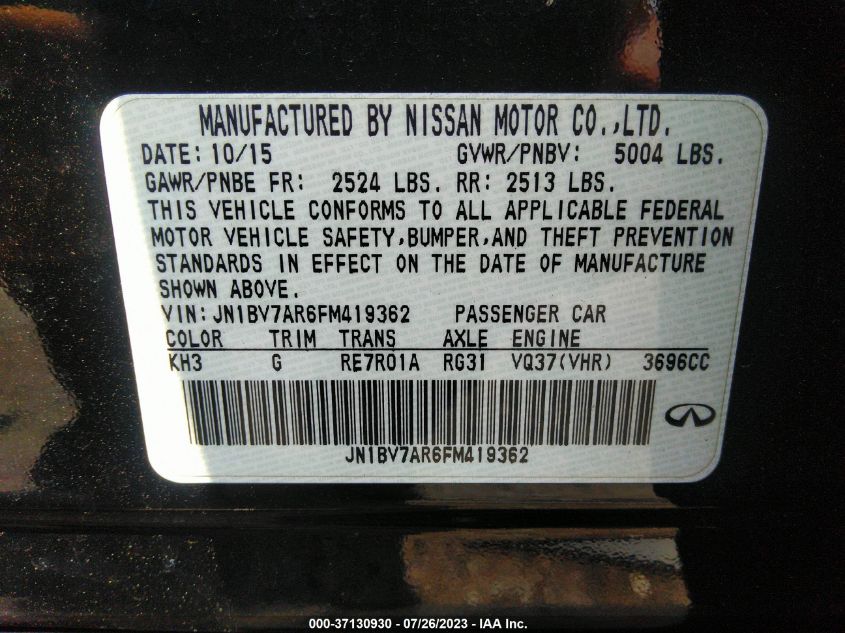 MANUFACTURED BY NISSAN MOTOR CO.,LTD.
DATE: 10/15 GVWR/PNBV: 5004 LBS.
GAWR/PNBE FR: 2524 LBS. RR: 2513 LBS.
THIS VEHICLE CONFORMS TO ALL APPLICABLE FEDERAL
MOTOR VEHICLE SAFETY,BUMPER,AND THEFT PREVENTION
STANDARDS IN EFFECT ON THE DATE OF MANUFACTURE
SHOWN ABOVE.
VIN: JN1BV7AR6FM419362 PASSENGER CAR
COLOR TRIM TRANS AXLE ENGINE
KH3 G RE7R01A RG31 VQ37(VHR) 3696CC
JN1BV7AR6FM419362
000-37130930 - 07/26/2023 - IAA Inc.